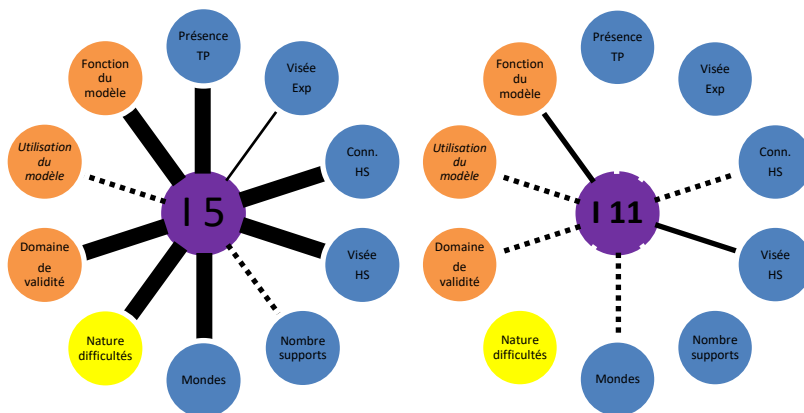 Présence
TP
Visée
Exp
Conn.
HS
Visée
HS
Nombre
supports
Mondes
Nature
difficultés
Domaine
de validité
Utilisation
du
modèle
Fonction
du
modèle
I 5
Présence
TP
Visée
Exp
Conn.
HS
Visée
HS
Nombre
supports
Mondes
Nature
difficultés
Domaine
de
validité
Utilisation
du
modèle
Fonction
du
modèle
I 11